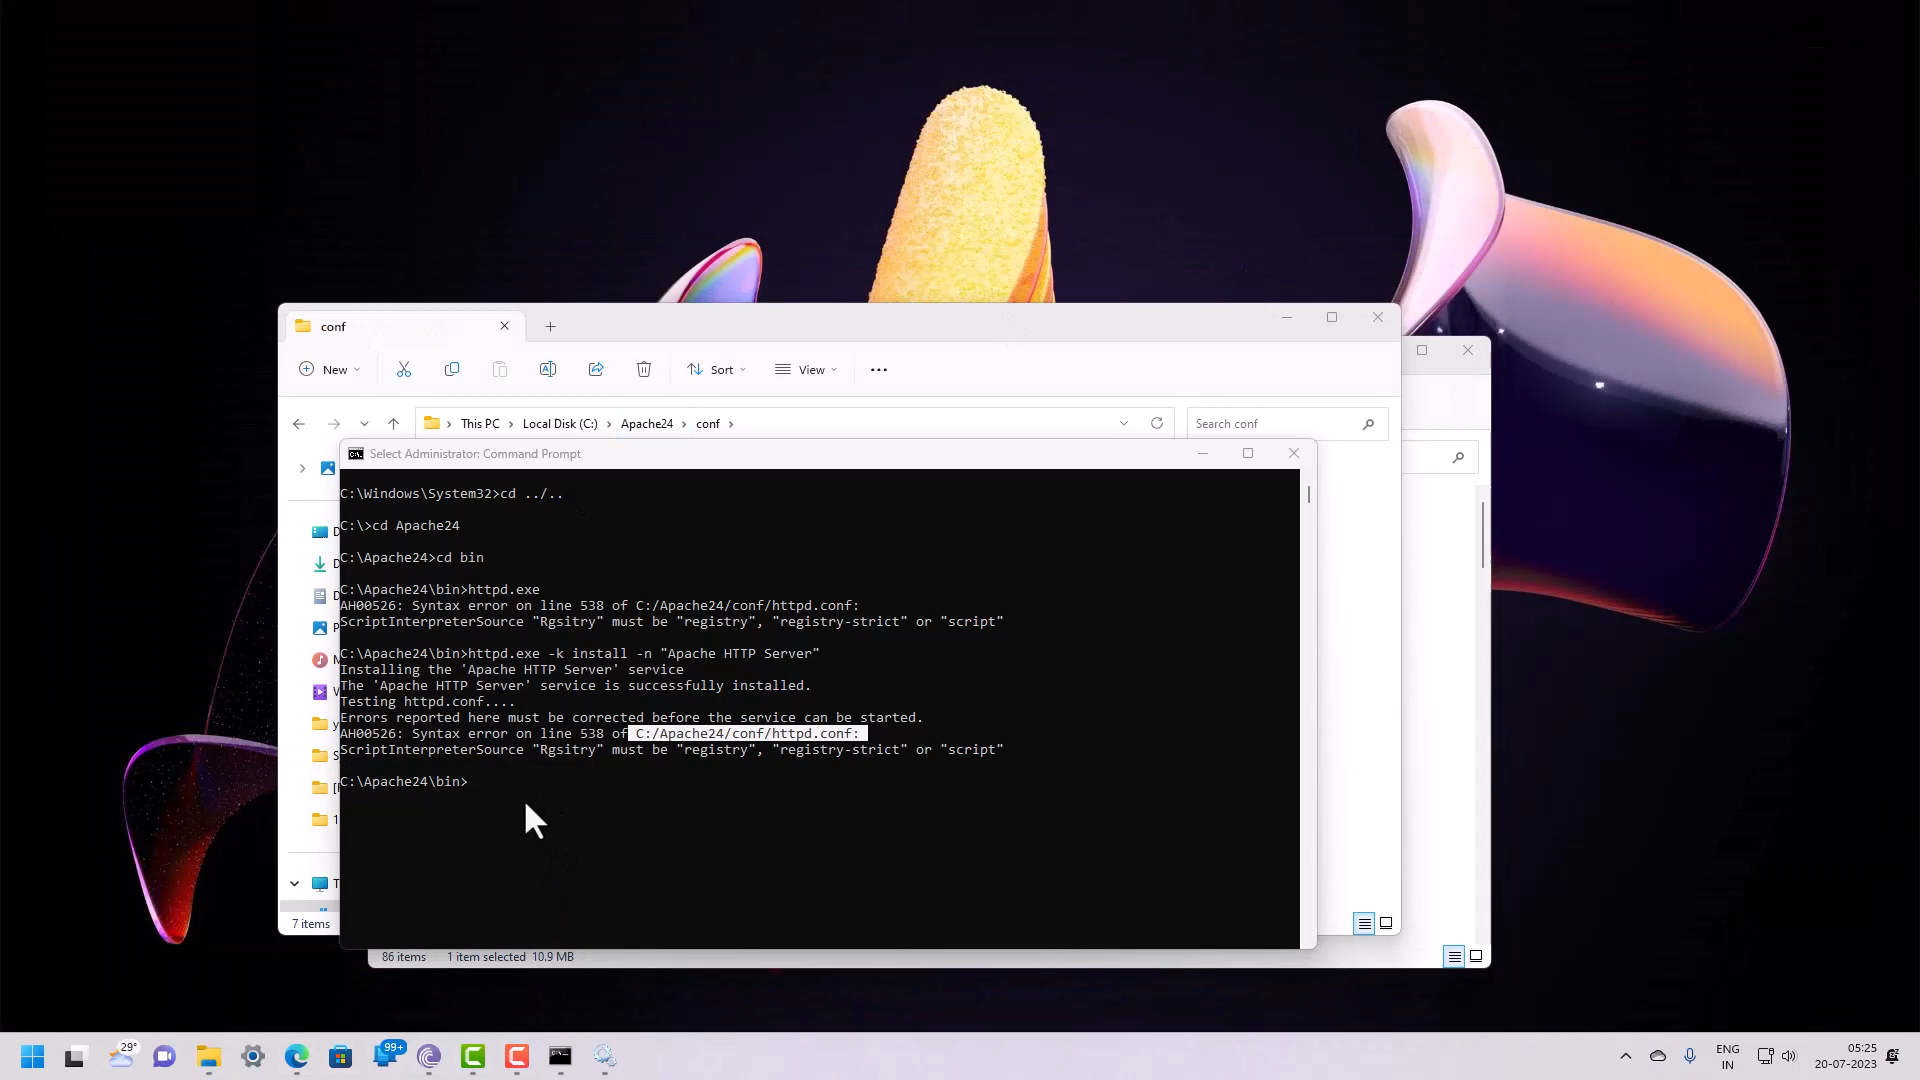 conf
New
Sort
View
This PC
Local Disk (C:)
Apache24
conf
Search conf
Select Administrator: Command Prompt
C:\Windows\System32>cd ../..
C:\>cd Apache24
C:\Apache24>cd bin
C:\Apache24\bin>httpd.exe
AH00526: Syntax error on line 538 of C:/Apache24/conf/httpd.conf:
ScriptInterpreterSource "Rgsitry" must be "registry", "registry-strict" or "script"
C:\Apache24\bin>httpd.exe -k install -n "Apache HTTP Server"
Installing the 'Apache HTTP Server' service
The 'Apache HTTP Server' service is successfully installed.
Testing httpd.conf....
Errors reported here must be corrected before the service can be started.
AH00526: Syntax error on line 538 of C:/Apache24/conf/httpd.conf:
ScriptInterpreterSource "Rgsitry" must be "registry", "registry-strict" or "script"
C:\Apache24\bin>
7 items
86 items 1 item selected 10.9 MB
29°
99+
ENG
IN
05:25
20-07-2023